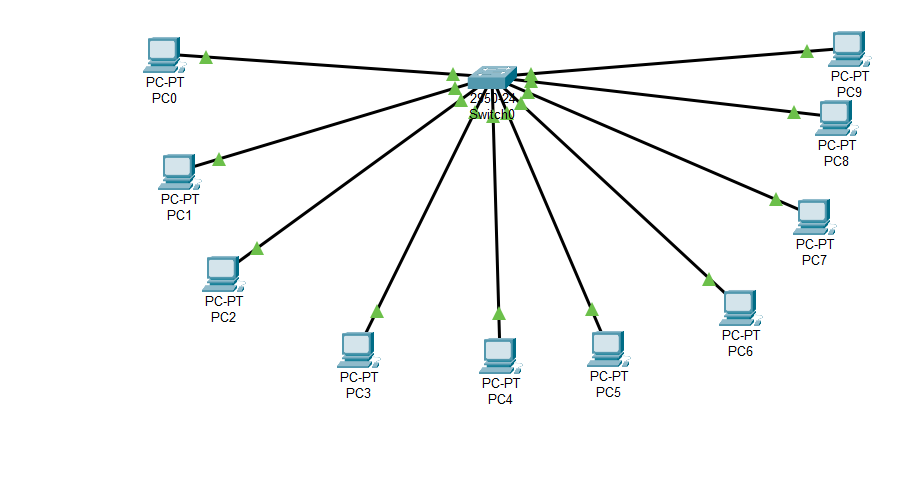 PC-PT
PC0
2950-24
Switch0
PC-PT
PC9
PC-PT
PC8
PC-PT
PC1
PC-PT
PC7
PC-PT
PC2
PC-PT
PC6
PC-PT
PC3
PC-PT
PC4
PC-PT
PC5